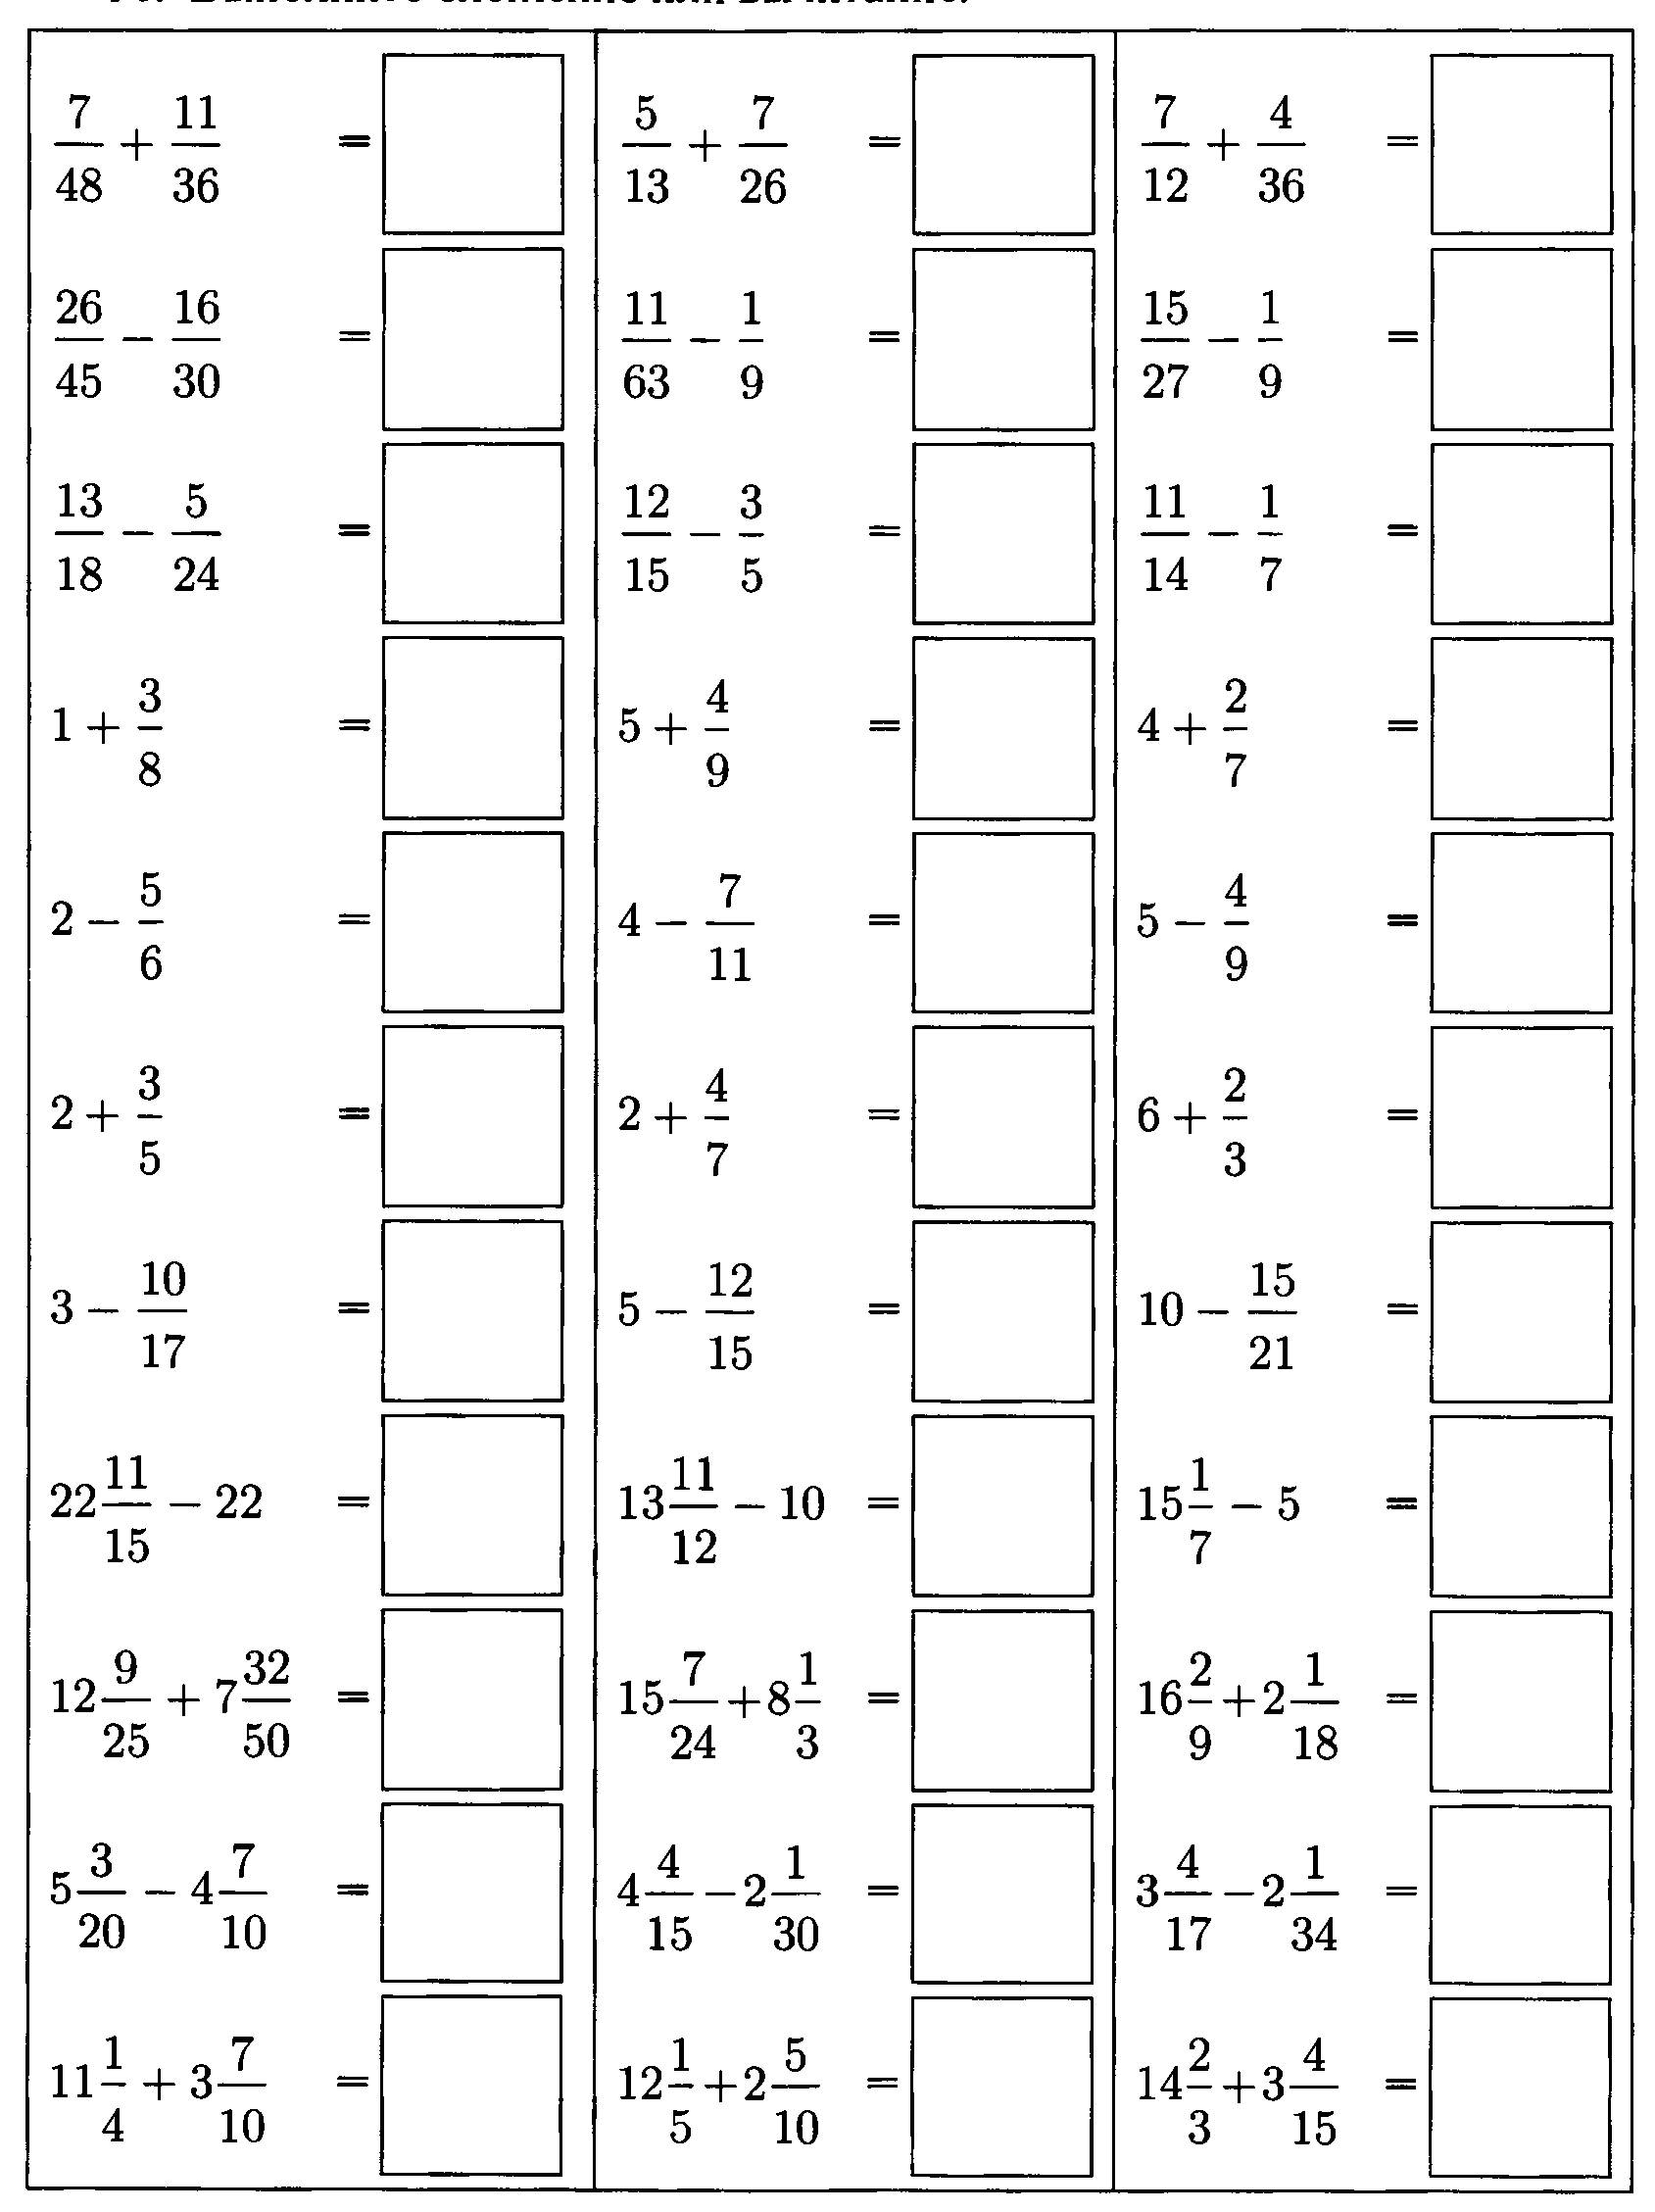 7/48 + 11/36 =
5/13 + 7/26 =
7/12 + 4/36 =
26/45 − 16/30 =
11/63 − 1/9 =
15/27 − 1/9 =
13/18 − 5/24 =
12/15 − 3/5 =
11/14 − 1/7 =
1 + 3/8 =
5 + 4/9 =
4 + 2/7 =
2 − 5/6 =
4 − 7/11 =
5 − 4/9 =
2 + 3/5 =
2 + 4/7 =
6 + 2/3 =
3 − 10/17 =
5 − 12/15 =
10 − 15/21 =
22 11/15 − 22 =
13 11/12 − 10 =
15 1/7 − 5 =
12 9/25 + 7 32/50 =
15 7/24 + 8 1/3 =
16 2/9 + 2 1/18 =
5 3/20 − 4 7/10 =
4 4/15 − 2 1/30 =
3 4/17 − 2 1/34 =
11 1/4 + 3 7/10 =
12 1/5 + 2 5/10 =
14 2/3 + 3 4/15 =